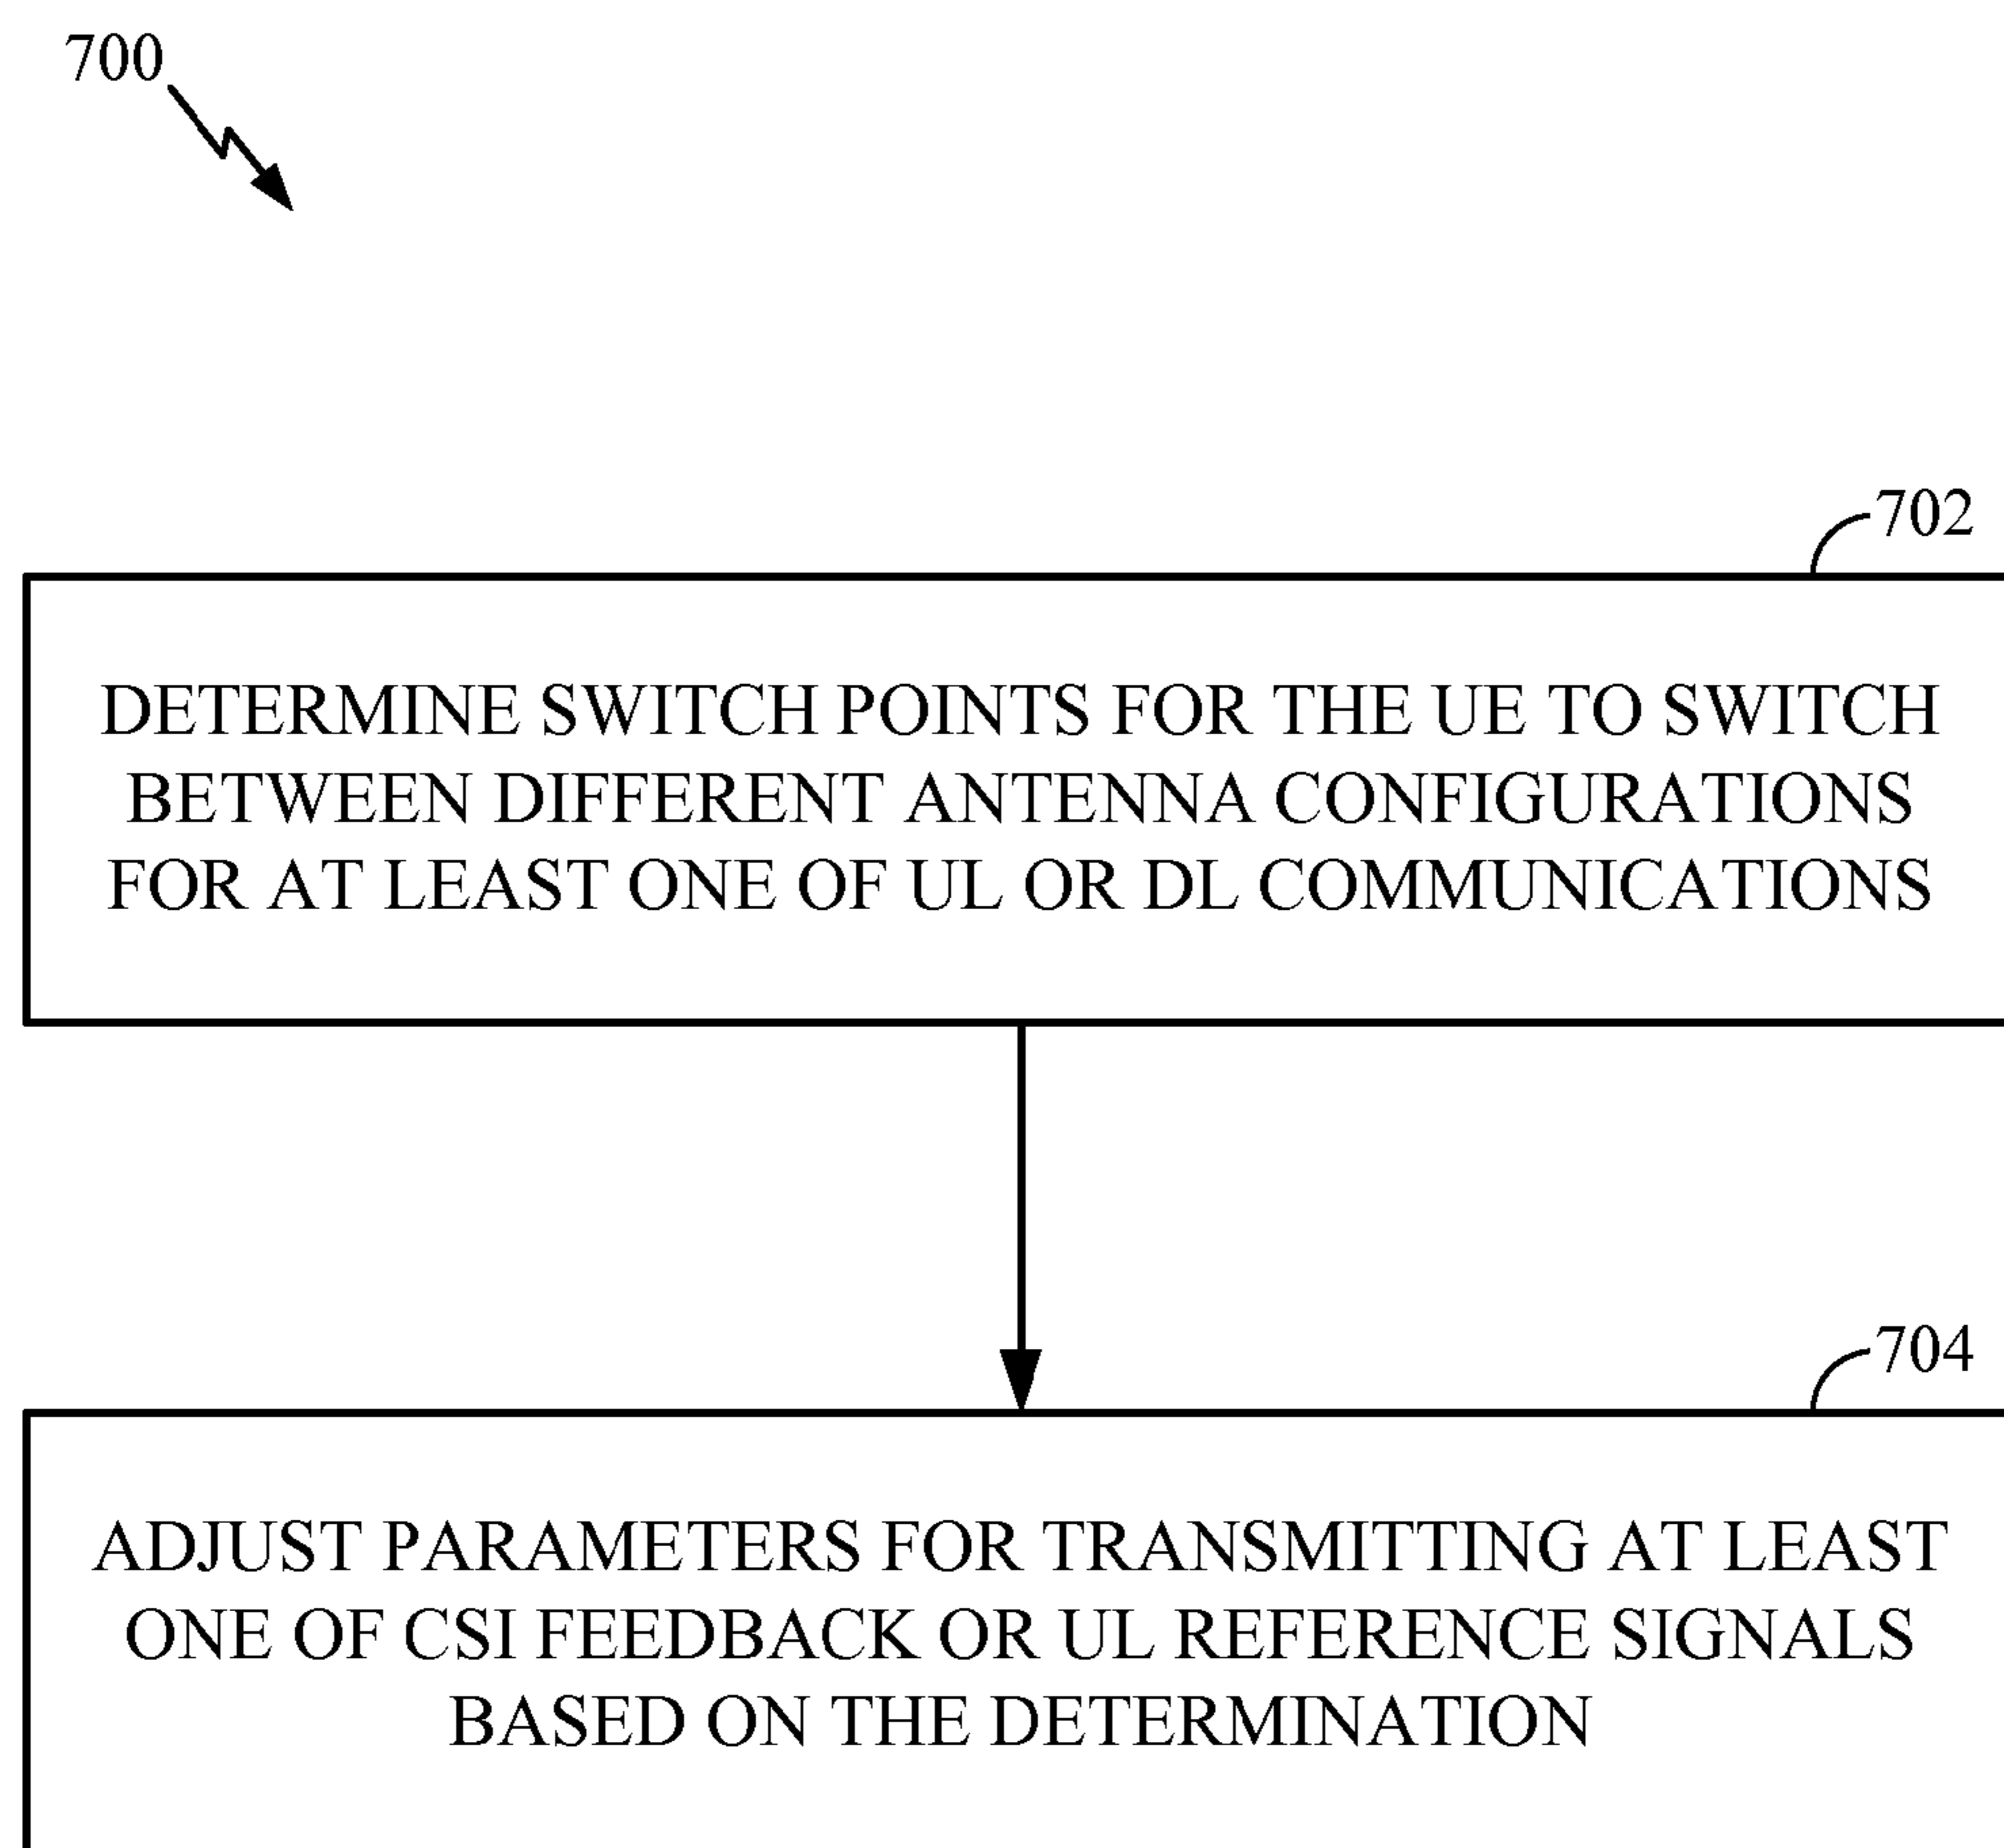 700
702
DETERMINE SWITCH POINTS FOR THE UE TO SWITCH
BETWEEN DIFFERENT ANTENNA CONFIGURATIONS
FOR AT LEAST ONE OF UL OR DL COMMUNICATIONS
704
ADJUST PARAMETERS FOR TRANSMITTING AT LEAST
ONE OF CSI FEEDBACK OR UL REFERENCE SIGNALS
BASED ON THE DETERMINATION